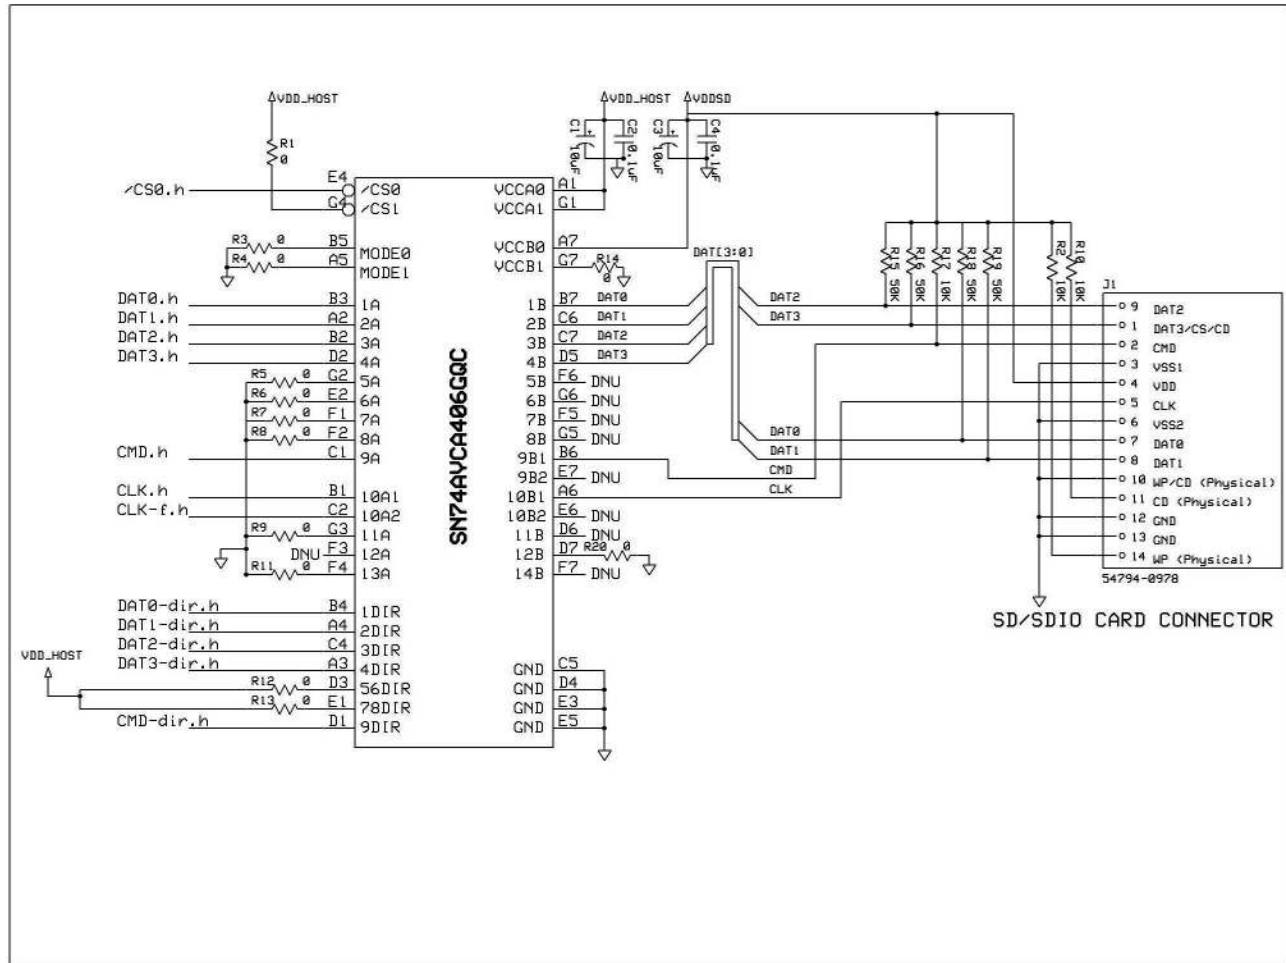 VDD_HOST
VDD_HOST
VDDSD
R1
0
C1 10uF
C2 0.1uF
C3 10uF
C4 0.1uF
/CS0.h
E4 /CS0
G4 /CS1
VCCA0 A1
VCCA1 G1
R3 0 B5 MODE0
R4 0 A5 MODE1
VCCB0 A7
VCCB1 G7 R14 0
DAT[3:0]
R15 50K
R16 50K
R17 10K
R18 50K
R19 50K
R2 10K
R10 10K
DAT0.h B3 1A
DAT1.h A2 2A
DAT2.h B2 3A
DAT3.h D2 4A
R5 0 G2 5A
R6 0 E2 6A
R7 0 F1 7A
R8 0 F2 8A
CMD.h C1 9A
CLK.h B1 10A1
CLK-f.h C2 10A2
R9 0 G3 11A
DNU F3 12A
R11 0 F4 13A
DAT0-dir.h B4 1DIR
DAT1-dir.h A4 2DIR
DAT2-dir.h C4 3DIR
DAT3-dir.h A3 4DIR
VDD_HOST
R12 0 D3 56DIR
R13 0 E1 78DIR
CMD-dir.h D1 9DIR
SN74AVCA406GQC
1B B7 DAT0
2B C6 DAT1
3B C7 DAT2
4B D5 DAT3
5B F6 DNU
6B G6 DNU
7B F5 DNU
8B G5 DNU
9B1 B6 CMD
9B2 E7 DNU
10B1 A6 CLK
10B2 E6 DNU
11B D6 DNU
12B D7 R20 0
14B F7 DNU
GND C5
GND D4
GND E3
GND E5
DAT2
DAT3
DAT0
DAT1
J1
9 DAT2
1 DAT3/CS/CD
2 CMD
3 VSS1
4 VDD
5 CLK
6 VSS2
7 DAT0
8 DAT1
10 WP/CD (Physical)
11 CD (Physical)
12 GND
13 GND
14 WP (Physical)
54794-0978
SD/SDIO CARD CONNECTOR